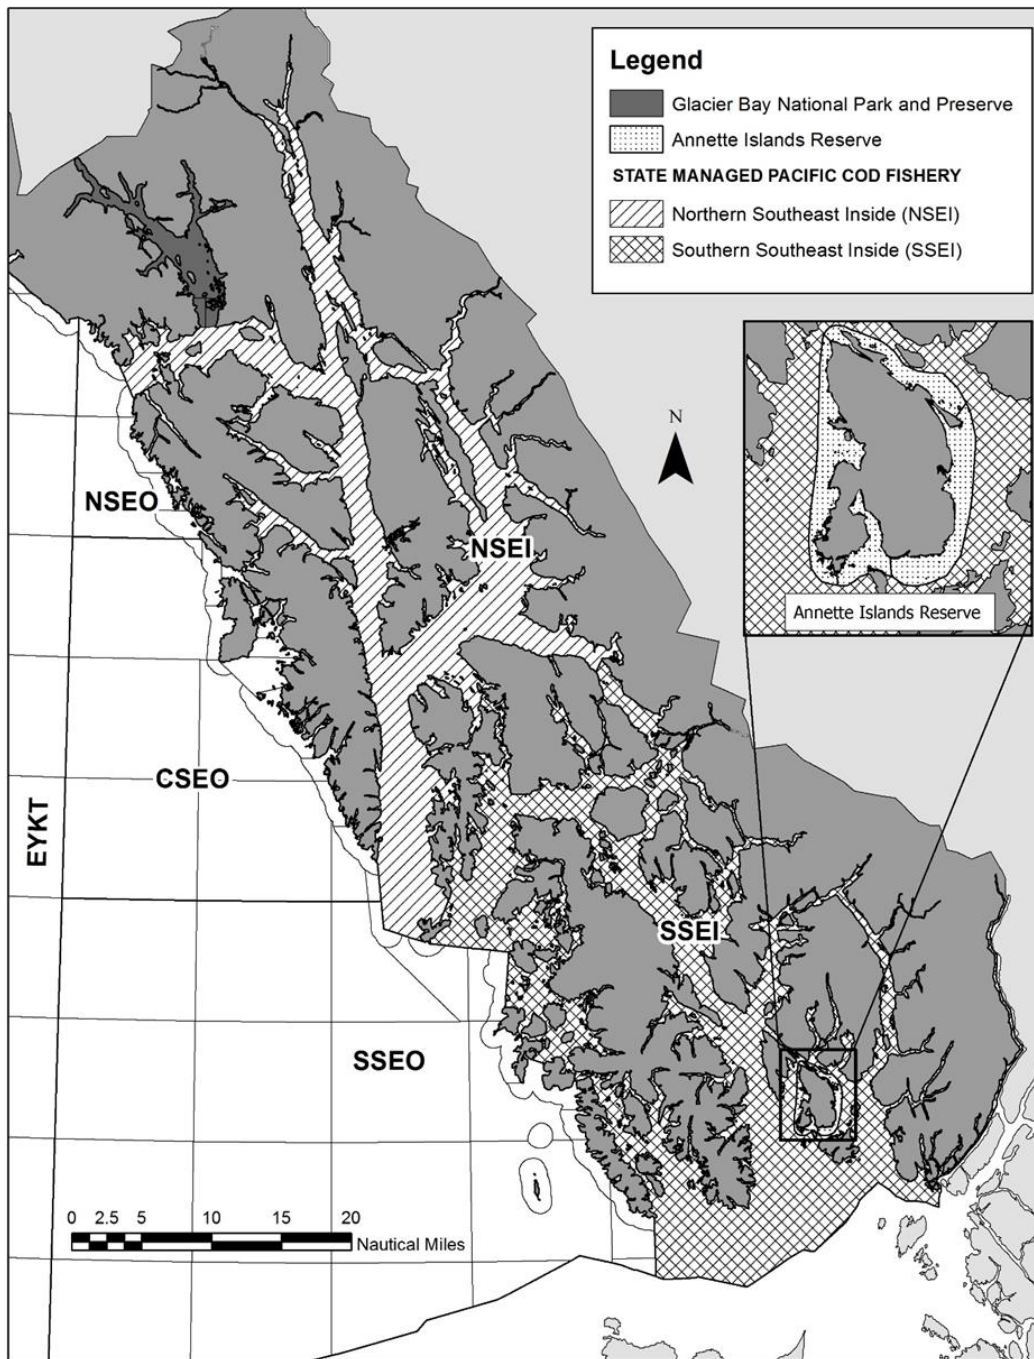 Legend
Glacier Bay National Park and Preserve
Annette Islands Reserve
STATE MANAGED PACIFIC COD FISHERY
Northern Southeast Inside (NSEI)
Southern Southeast Inside (SSEI)
N
NSEO
NSEI
Annette Islands Reserve
CSEO
EYKT
SSEI
SSEO
0 2.5 5 10 15 20
Nautical Miles